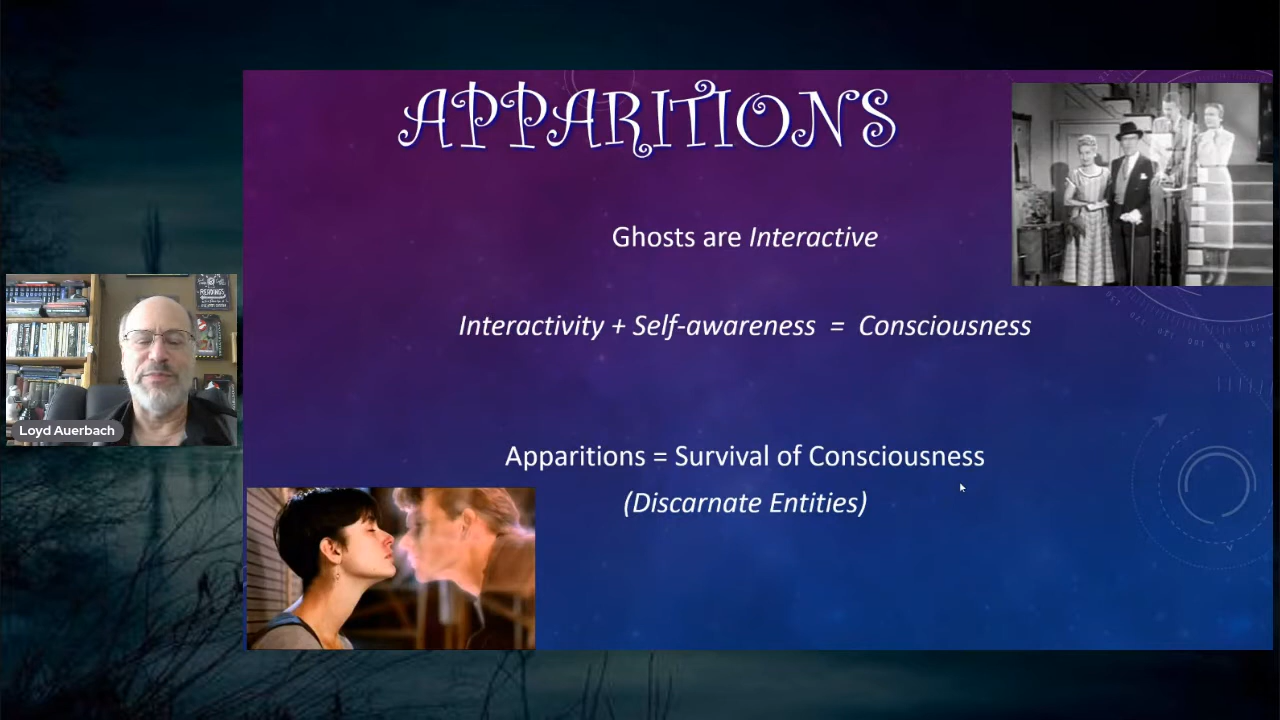 APPARITIONS
Ghosts are Interactive
Interactivity + Self-awareness = Consciousness
Loyd Auerbach
Apparitions = Survival of Consciousness
(Discarnate Entities)